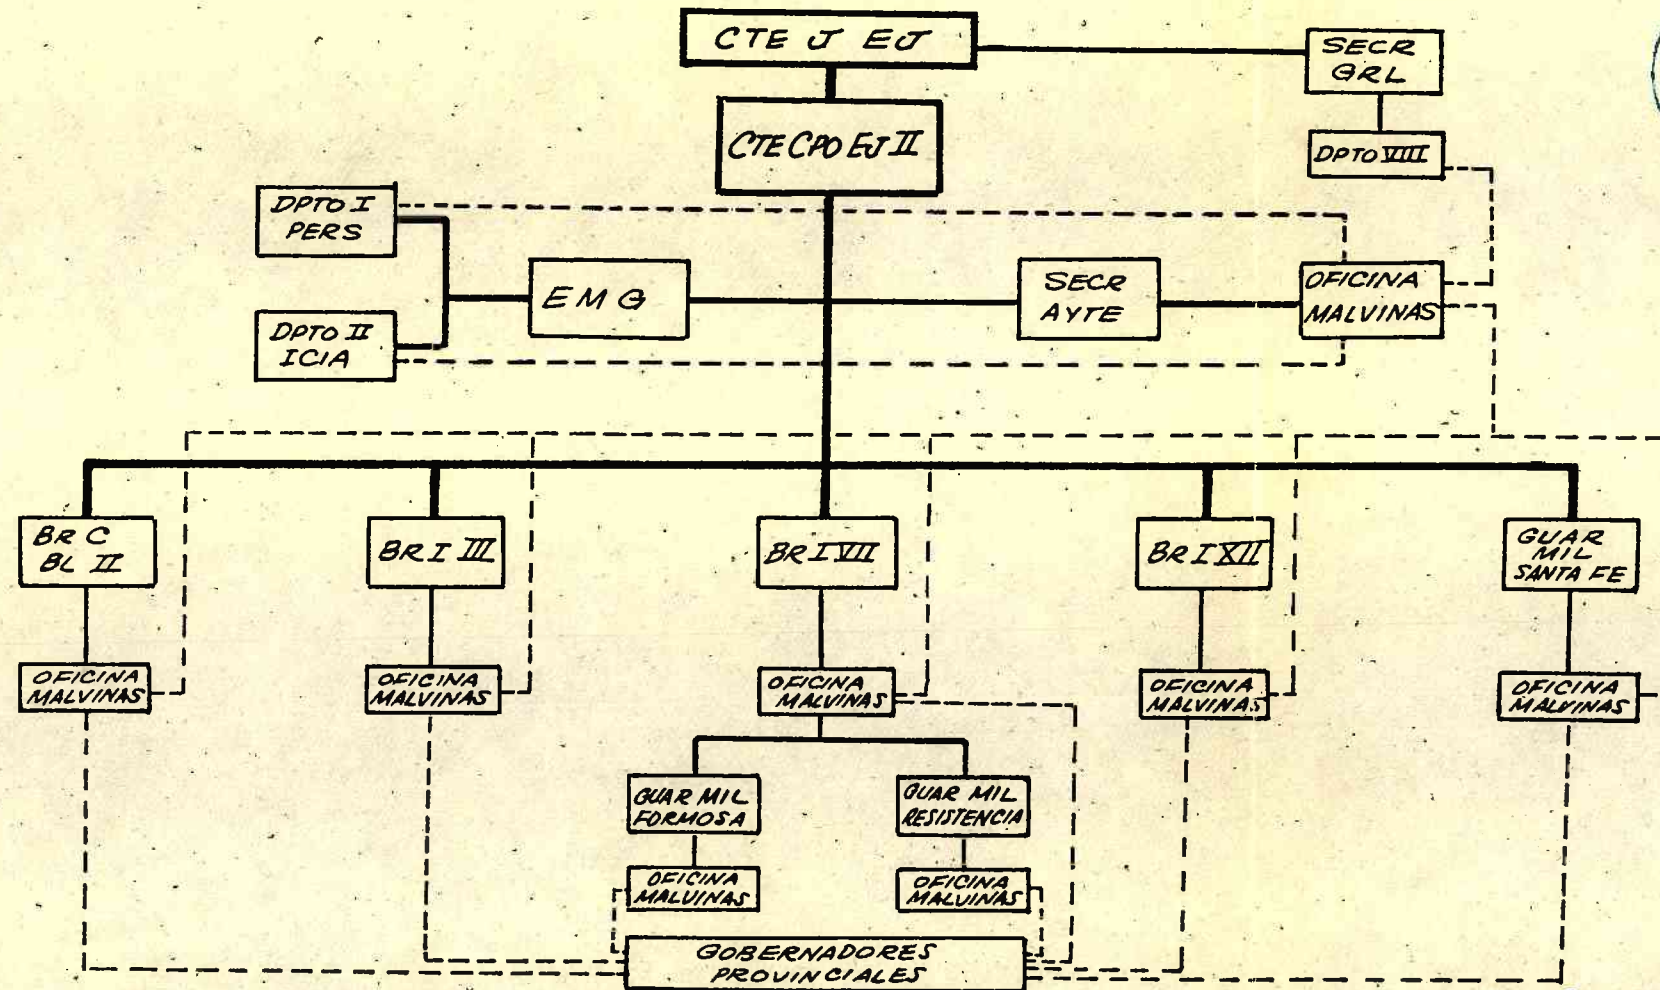 CTE J EJ
SECR
GRL
CTE CPO EJ II
DPTO VIII
DPTO I
PERS
EMG
SECR
AYTE
OFICINA
MALVINAS
DPTO II
ICIA
BR C
BL II
BR I III
BR I VII
BR I XII
GUAR
MIL
SANTA FE
OFICINA
MALVINAS
OFICINA
MALVINAS
OFICINA
MALVINAS
OFICINA
MALVINAS
OFICINA
MALVINAS
GUAR MIL
FORMOSA
GUAR MIL
RESISTENCIA
OFICINA
MALVINAS
OFICINA
MALVINAS
GOBERNADORES
PROVINCIALES